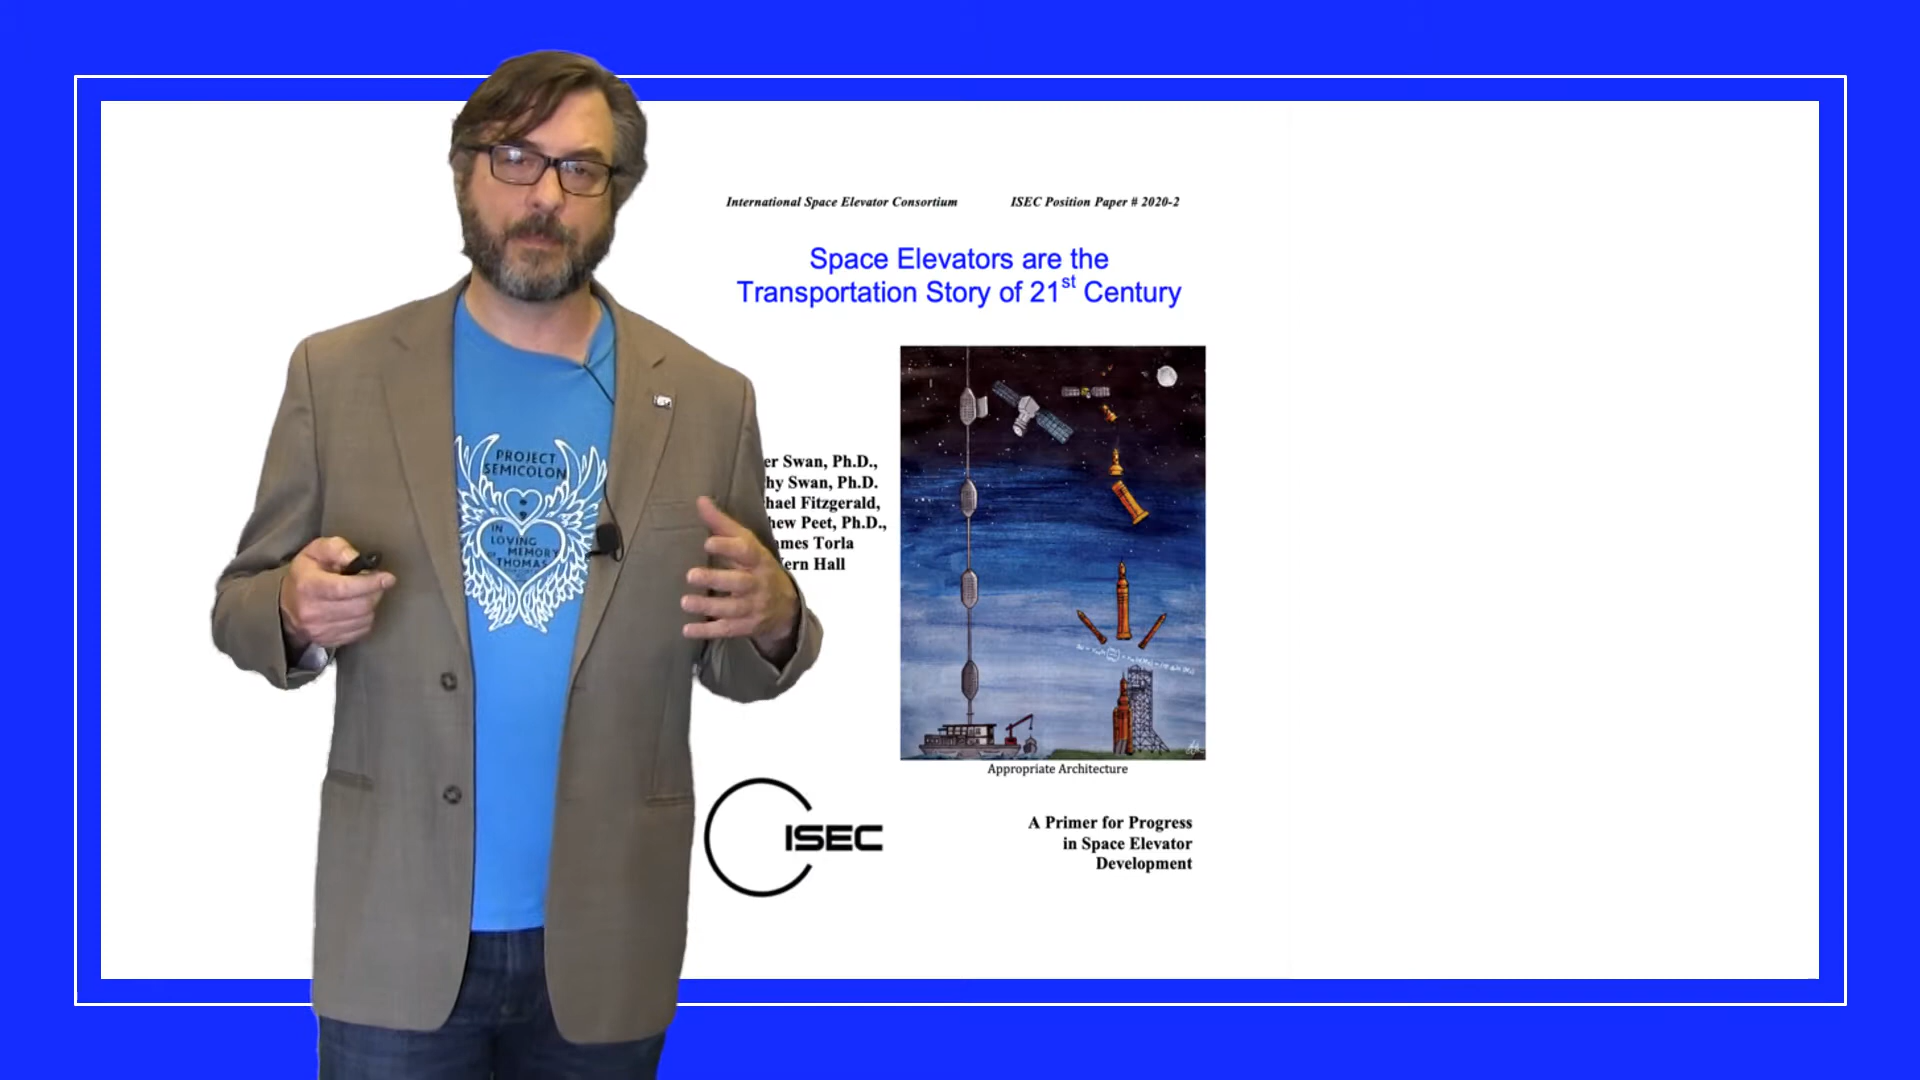 International Space Elevator Consortium ISEC Position Paper # 2020-2
Space Elevators are the
Transportation Story of 21st Century
er Swan, Ph.D.,
hy Swan, Ph.D.
hael Fitzgerald,
hew Peet, Ph.D.,
ames Torla
ern Hall
PROJECT
SEMICOLON
IN
LOVING
MEMORY
OF
THOMAS
Appropriate Architecture
ISEC
A Primer for Progress
in Space Elevator
Development